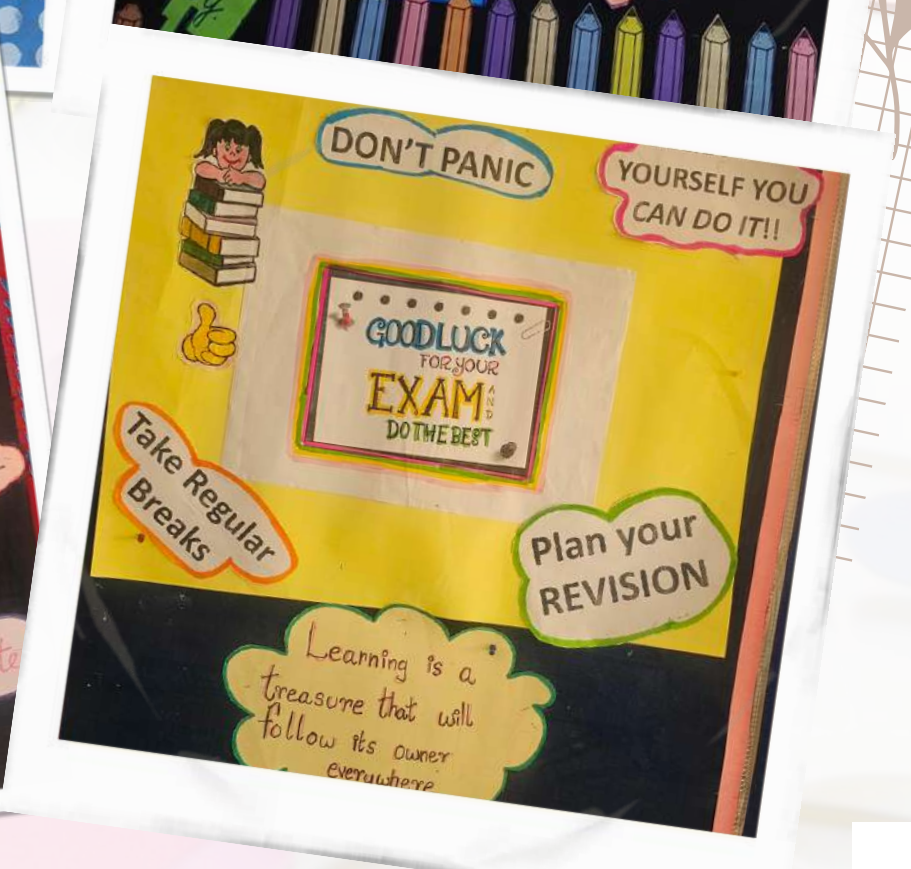 y.
DON'T PANIC
YOURSELF YOU
CAN DO IT!!
GOODLUCK
FOR YOUR
EXAM AND
DO THE BEST
Take Regular
Breaks
Plan your
REVISION
Learning is a
treasure that will
follow its owner
everywhere
te